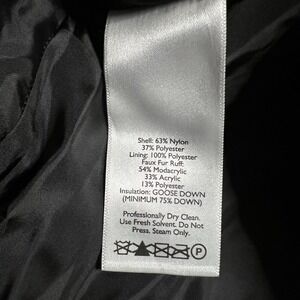 Shell: 63% Nylon
37% Polyester
Lining: 100% Polyester
Faux Fur Ruff:
54% Modacrylic
33% Acrylic
13% Polyester
Insulation: GOOSE DOWN
(MINIMUM 75% DOWN)
Professionally Dry Clean.
Use Fresh Solvent. Do Not
Press. Steam Only.
P